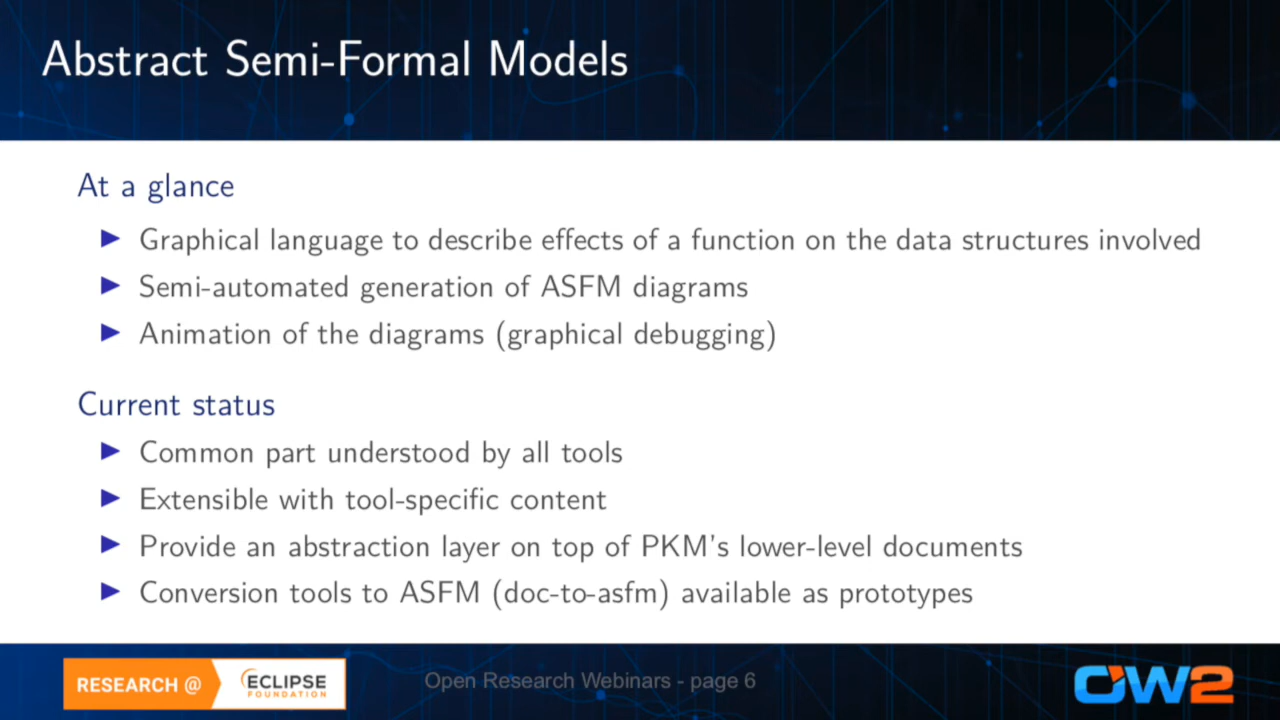 Abstract Semi-Formal Models
At a glance
Graphical language to describe effects of a function on the data structures involved
Semi-automated generation of ASFM diagrams
Animation of the diagrams (graphical debugging)
Current status
Common part understood by all tools
Extensible with tool-specific content
Provide an abstraction layer on top of PKM's lower-level documents
Conversion tools to ASFM (doc-to-asfm) available as prototypes
RESEARCH @
ECLIPSE
FOUNDATION
Open Research Webinars - page 6
OW2